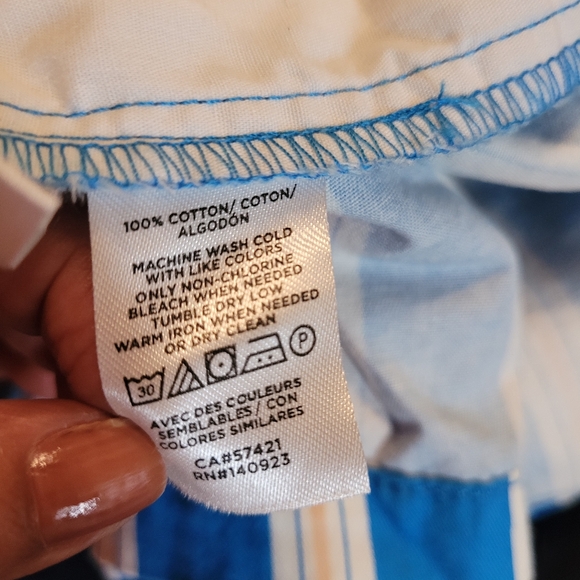 100% COTTON/ COTON/
ALGODÓN
MACHINE WASH COLD
WITH LIKE COLORS
ONLY NON-CHLORINE
BLEACH WHEN NEEDED
TUMBLE DRY LOW
WARM IRON WHEN NEEDED
OR DRY CLEAN
30 P
AVEC DES COULEURS
SEMBLABLES / CON
COLORES SIMILARES
CA#57421
RN#140923